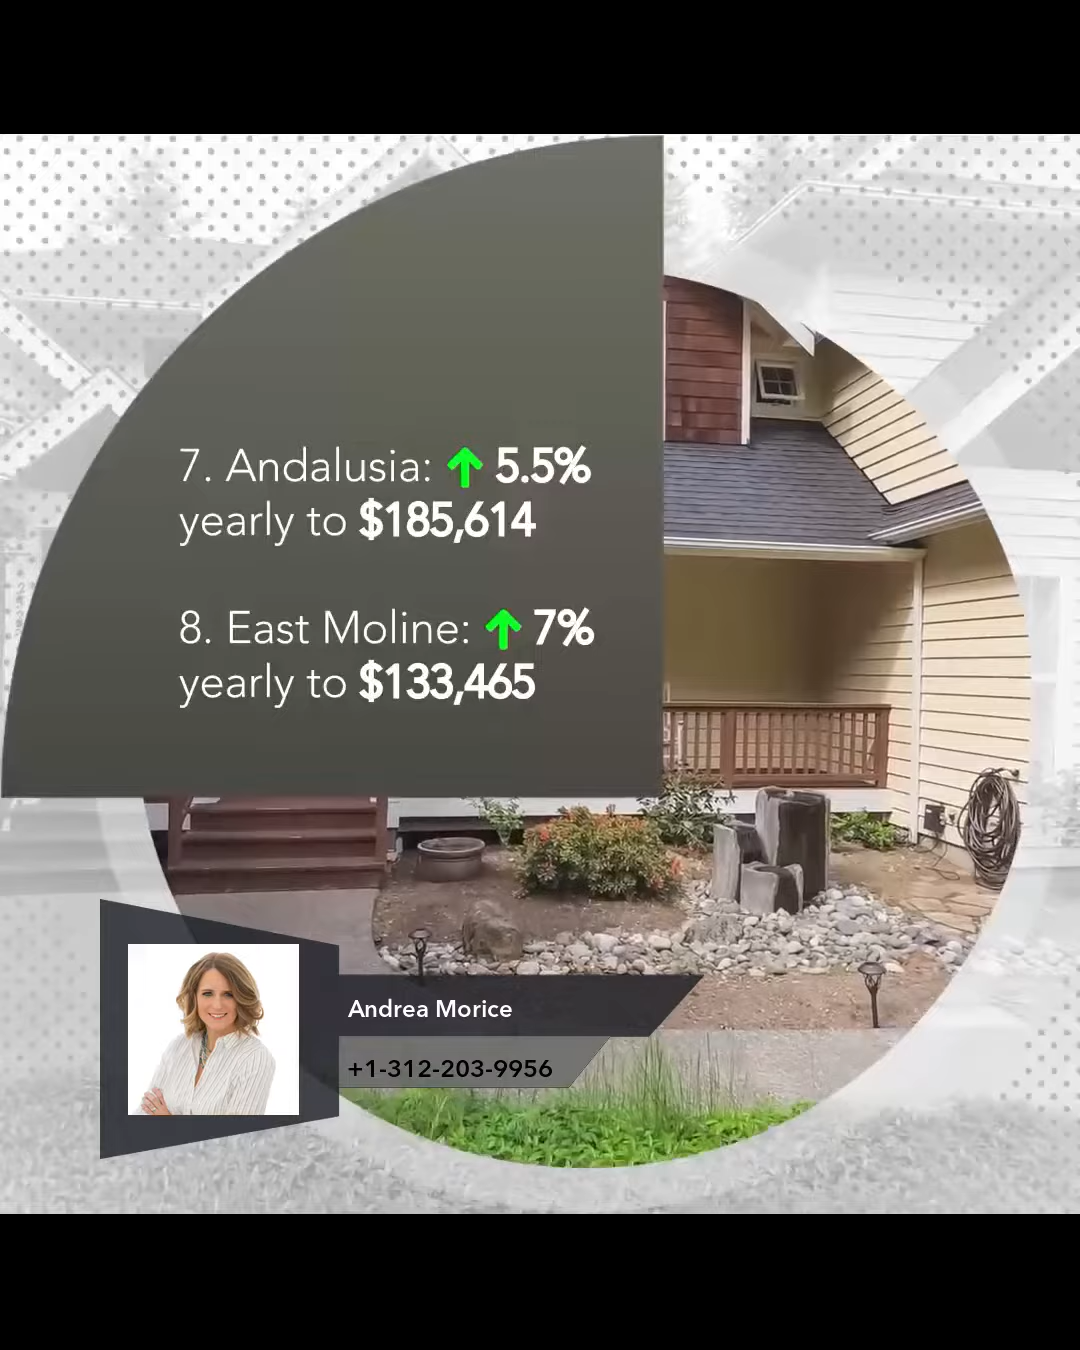 7. Andalusia: ↑ 5.5%
yearly to $185,614
8. East Moline: ↑ 7%
yearly to $133,465
Andrea Morice
+1-312-203-9956